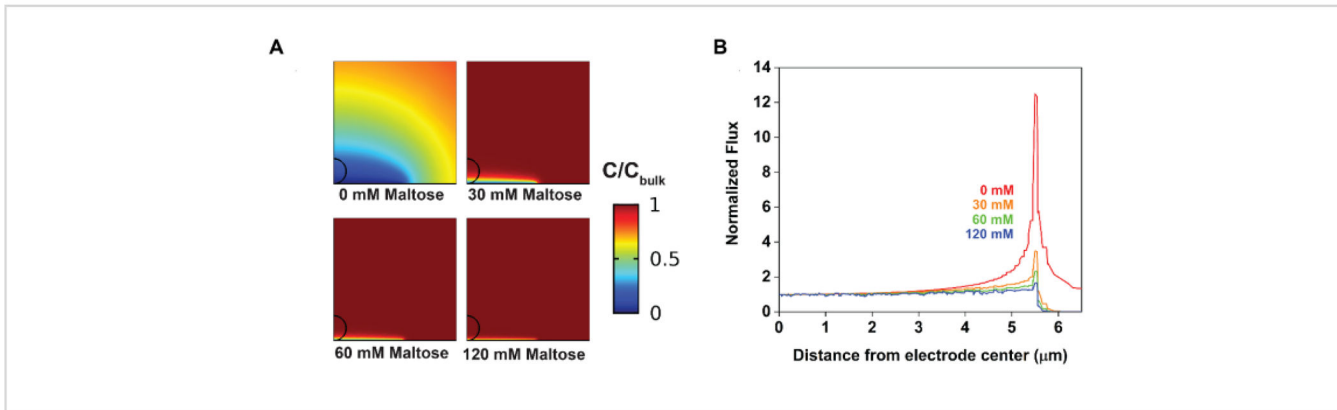 A
0 mM Maltose
30 mM Maltose
60 mM Maltose
120 mM Maltose
C/C_bulk
1
0.5
0
B
Normalized Flux
14
12
10
8
6
4
2
0
0 mM
30 mM
60 mM
120 mM
0 1 2 3 4 5 6
Distance from electrode center (μm)